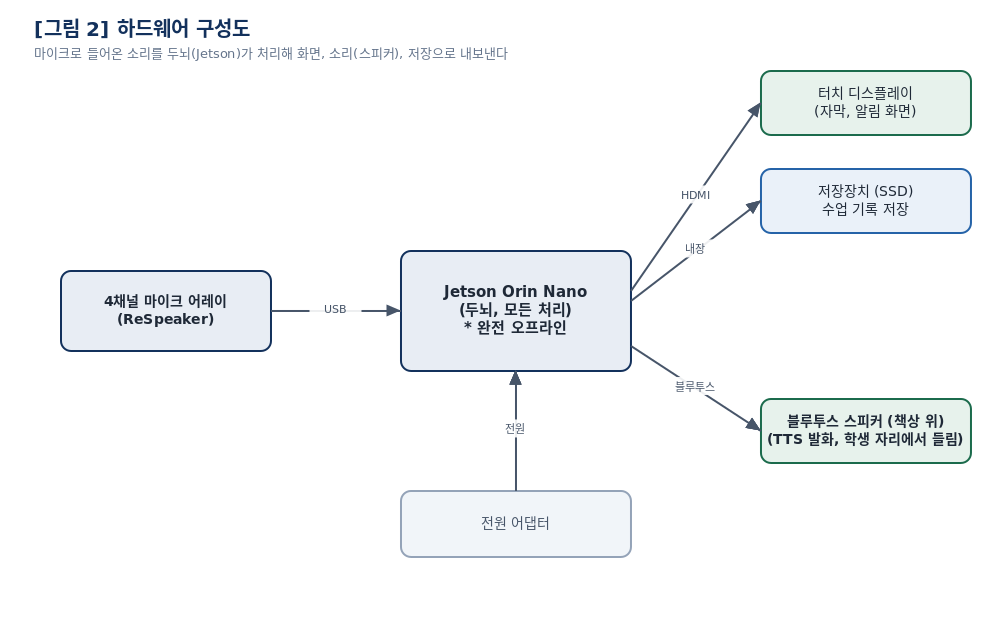 [그림 2] 하드웨어 구성도
마이크로 들어온 소리를 두뇌(Jetson)가 처리해 화면, 소리(스피커), 저장으로 내보낸다
터치 디스플레이
(자막, 알림 화면)
HDMI
저장장치 (SSD)
수업 기록 저장
내장
4채널 마이크 어레이
(ReSpeaker)
USB
Jetson Orin Nano
(두뇌, 모든 처리)
* 완전 오프라인
블루투스
블루투스 스피커 (책상 위)
(TTS 발화, 학생 자리에서 들림)
전원
전원 어댑터